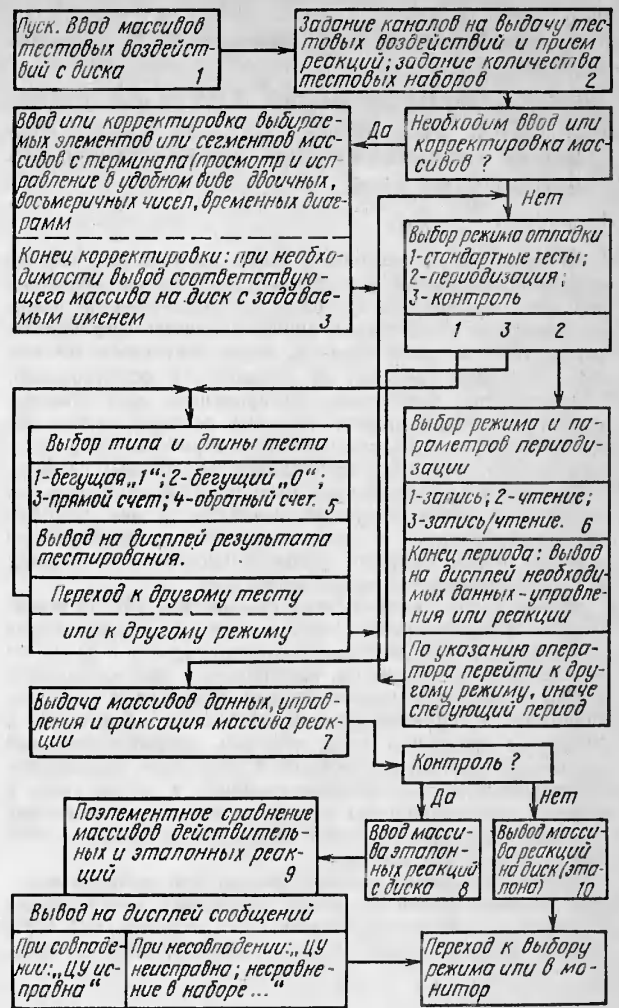 Пуск. Ввод массивов
тестовых воздейст-
вий с диска 1
Задание каналов на выдачу тес-
товых воздействий и прием
реакций; задание количества
тестовых наборов 2
Необходим ввод или
корректировка мас-
сивов ?
Да
Нет
Ввод или корректировка выбирае-
мых элементов или сегментов мас-
сивов с терминала (просмотр и исп-
равление в удобном виде двоичных,
восьмеричных чисел, временных диаг-
рамм
Конец корректировки: при необхо-
димости вывод соответствую-
щего массива на диск с задавае-
мым именем 3
Выбор режима отладки
1-стандартные тесты;
2-периодизация;
3-контроль
1 3 2
Выбор типа и длины теста
1-бегущая „1“; 2-бегущий „0“;
3-прямой счет; 4-обратный счет. 5
Вывод на дисплей результата
тестирования.
Переход к другому тесту
или к другому режиму
Выбор режима и па-
раметров периоди-
зации
1-запись; 2-чтение;
3-запись/чтение. 6
Конец периода: вывод
на дисплей необходи-
мых данных-управле-
ния или реакции
По указанию опера-
тора перейти к дру-
гому режиму, иначе
следующий период
Выдача массивов данных, управ-
ления и фиксация массива реак-
ции 7
Контроль ?
Да
Нет
Поэлементное сравнение
массивов действитель-
ных и эталонных реак-
ций 9
Ввод масси-
ва эталон-
ных реакций
с диска 8
Вывод масси-
ва реакций
на диск (эта-
лона) 10
Вывод на дисплей сообщений
При совпаде-
нии: „ЦУ ис-
правна“
При несовпадении: „ЦУ
неисправна; несравне-
ние в наборе ...“
Переход к выбору
режима или в мо-
нитор